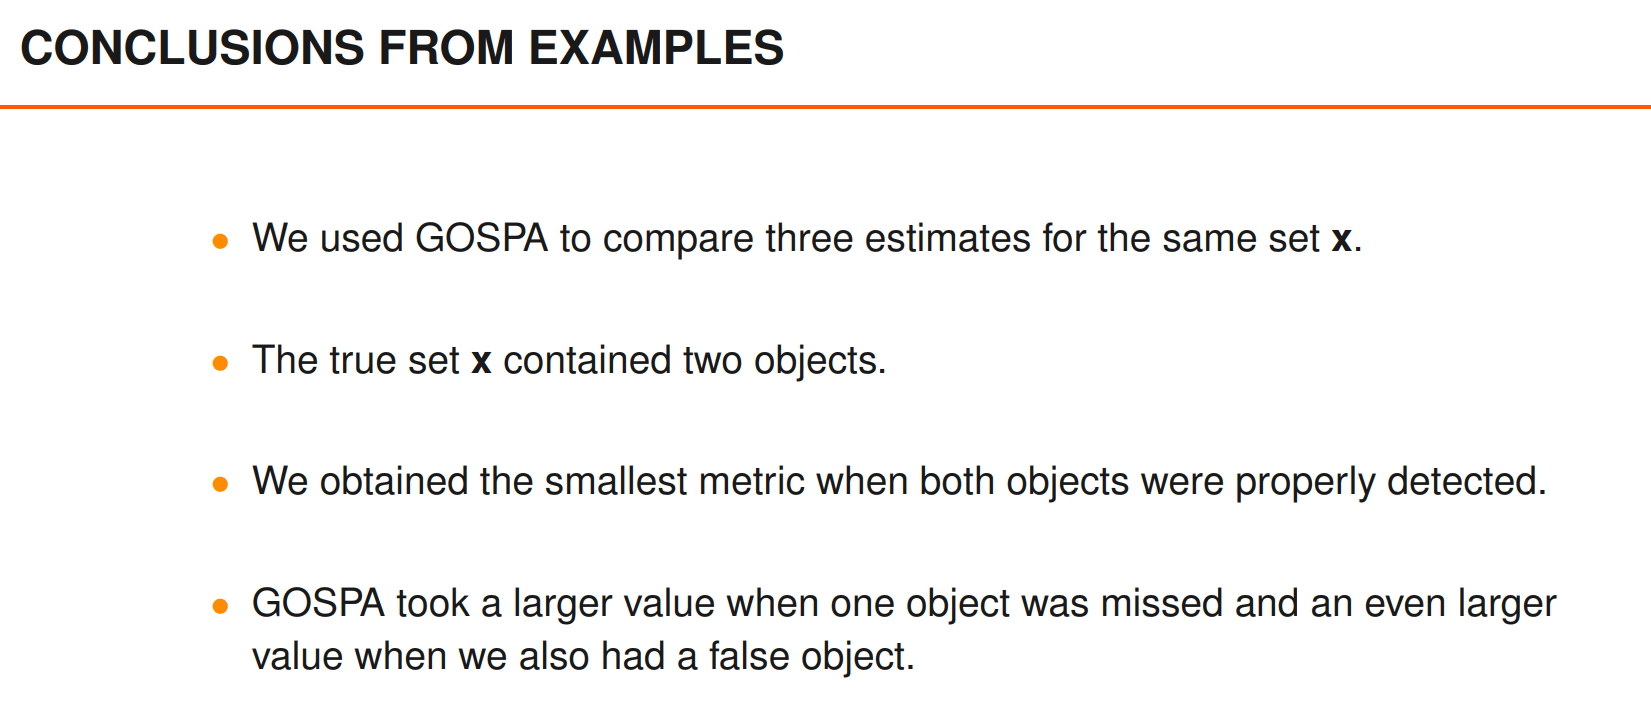 CONCLUSIONS FROM EXAMPLES
• We used GOSPA to compare three estimates for the same set x.
• The true set x contained two objects.
• We obtained the smallest metric when both objects were properly detected.
• GOSPA took a larger value when one object was missed and an even larger
value when we also had a false object.